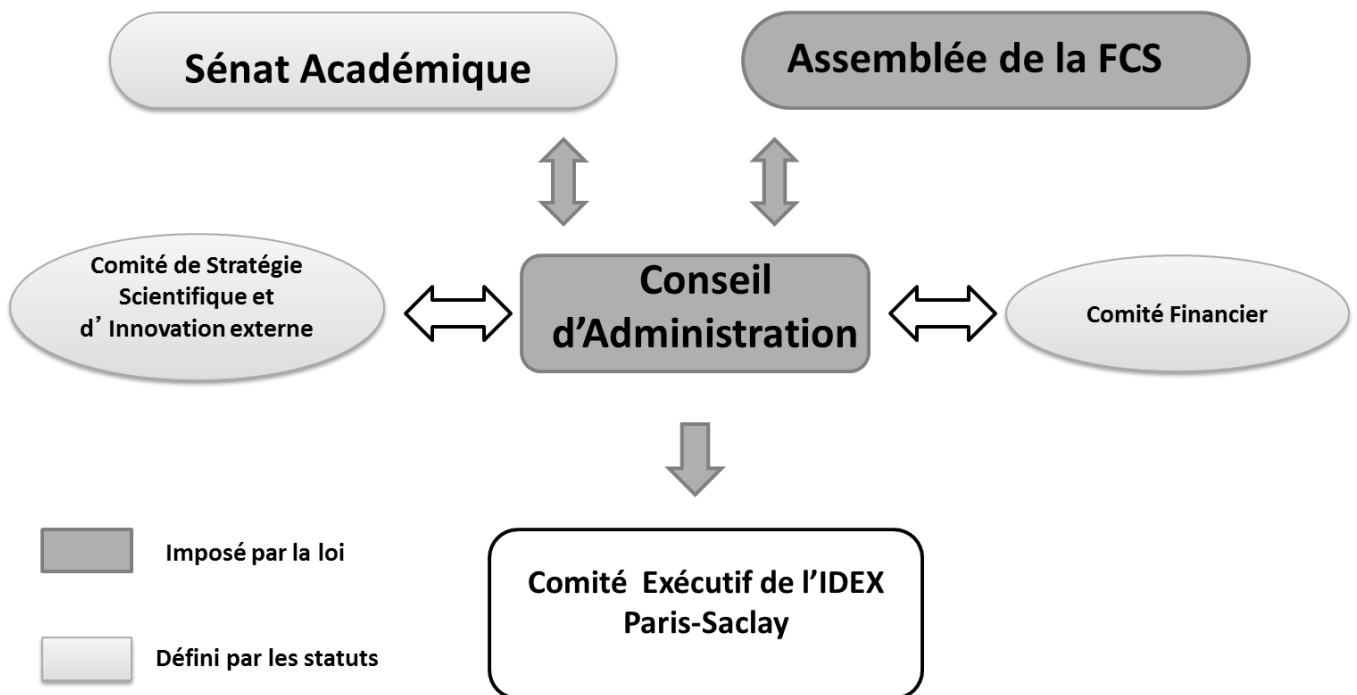 Sénat Académique
Assemblée de la FCS
Comité de Stratégie
Scientifique et
d’ Innovation externe
Conseil
d’Administration
Comité Financier
Imposé par la loi
Comité Exécutif de l’IDEX
Paris-Saclay
Défini par les statuts